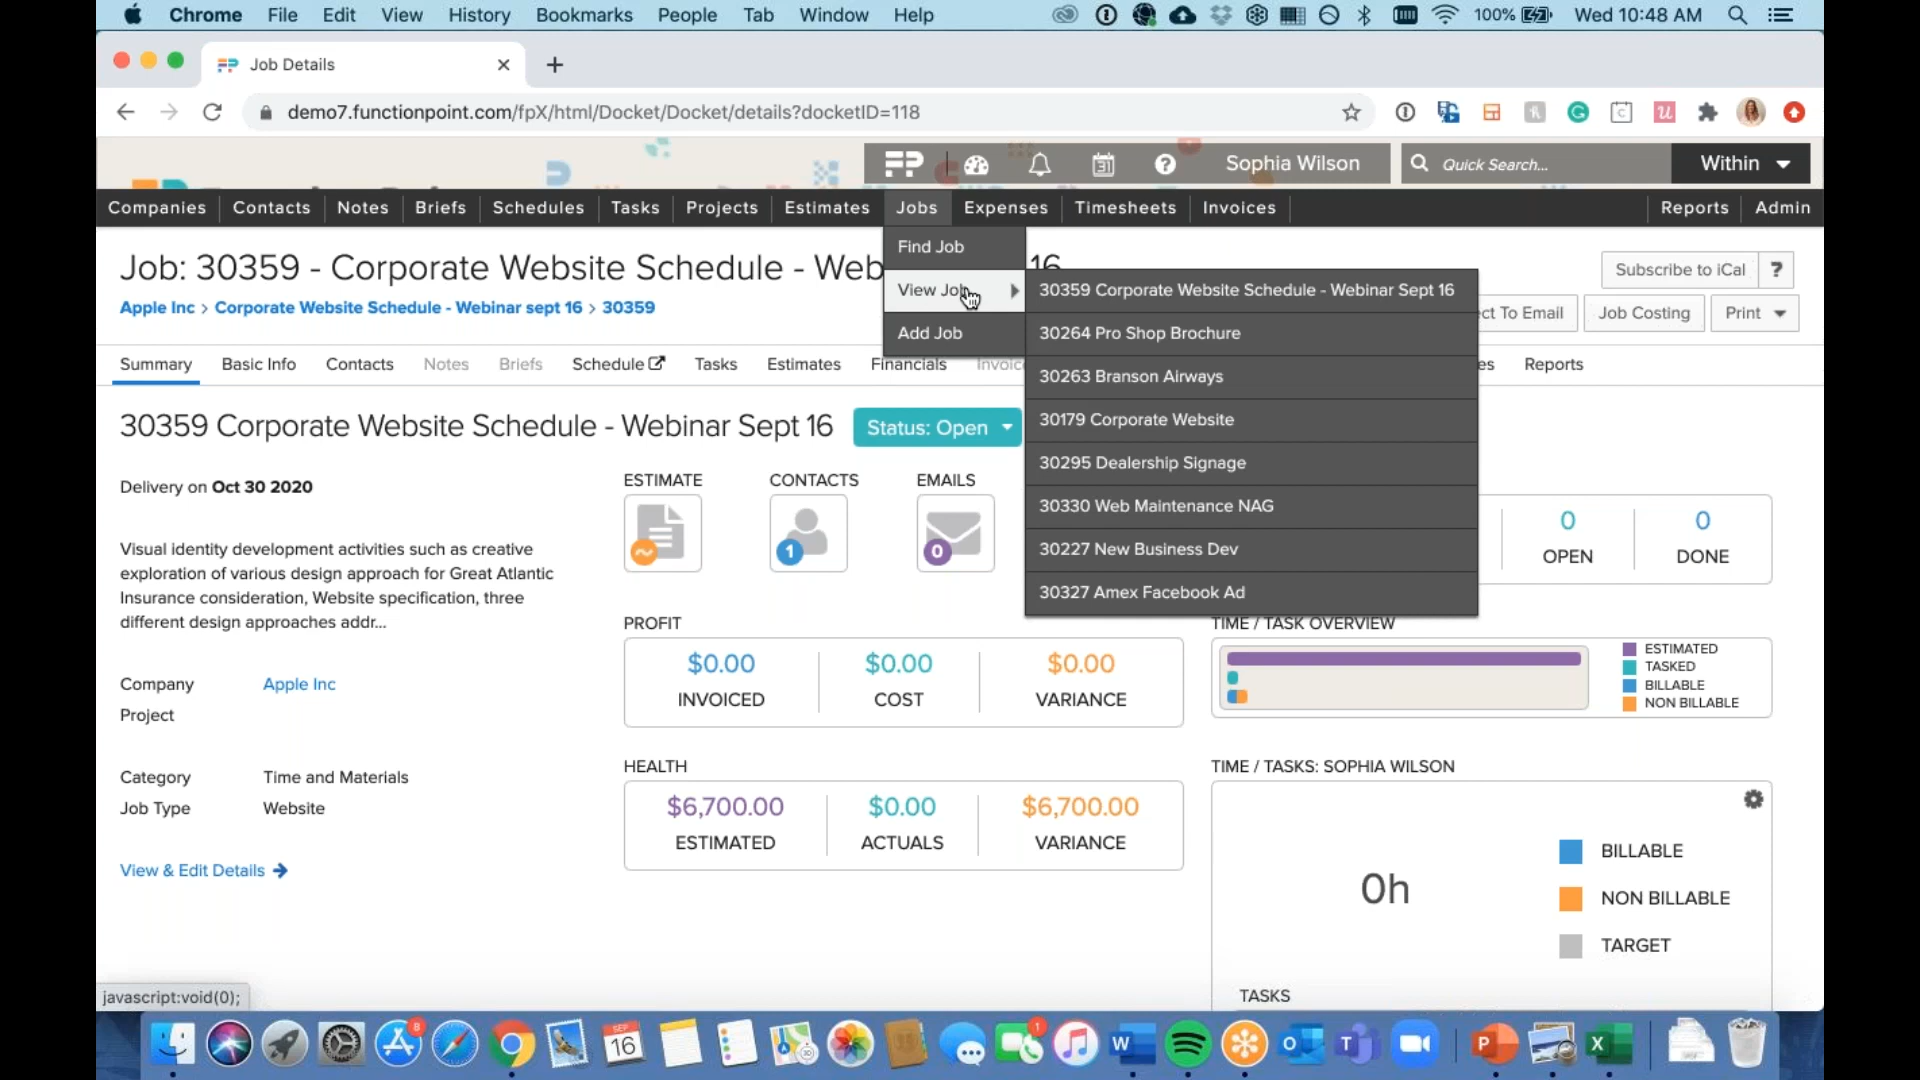 Chrome File Edit View History Bookmarks People Tab Window Help 100% Wed 10:48 AM
Job Details
demo7.functionpoint.com/fpX/html/Docket/Docket/details?docketID=118
31 Sophia Wilson Quick Search... Within
Companies Contacts Notes Briefs Schedules Tasks Projects Estimates Jobs Expenses Timesheets Invoices Reports Admin
Find Job
Job: 30359 - Corporate Website Schedule - Web 16
Subscribe to iCal ?
View Job 30359 Corporate Website Schedule - Webinar Sept 16
Apple Inc > Corporate Website Schedule - Webinar sept 16 > 30359
ct To Email Job Costing Print
Add Job 30264 Pro Shop Brochure
Summary Basic Info Contacts Notes Briefs Schedule Tasks Estimates Financials Invoic es Reports
30263 Branson Airways
30179 Corporate Website
30295 Dealership Signage
30330 Web Maintenance NAG
30227 New Business Dev
30327 Amex Facebook Ad
30359 Corporate Website Schedule - Webinar Sept 16 Status: Open
Delivery on Oct 30 2020
Visual identity development activities such as creative
exploration of various design approach for Great Atlantic
Insurance consideration, Website specification, three
different design approaches addr...
Company Apple Inc
Project
Category Time and Materials
Job Type Website
View & Edit Details
ESTIMATE CONTACTS EMAILS
1 0
0 0
OPEN DONE
PROFIT
$0.00 $0.00 $0.00
INVOICED COST VARIANCE
HEALTH
$6,700.00 $0.00 $6,700.00
ESTIMATED ACTUALS VARIANCE
TIME / TASK OVERVIEW
ESTIMATED
TASKED
BILLABLE
NON BILLABLE
TIME / TASKS: SOPHIA WILSON
0h
BILLABLE
NON BILLABLE
TARGET
TASKS
javascript:void(0);
8 SEP 16 1 W O T P X